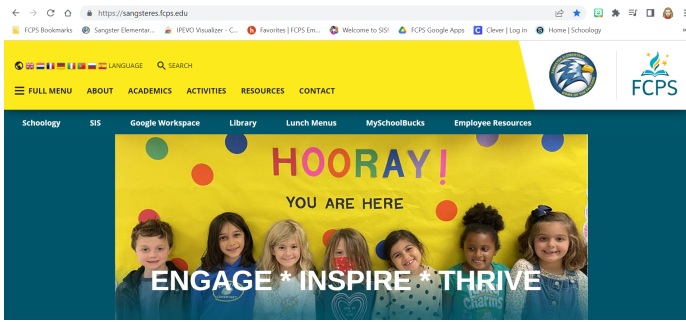 https://sangsteres.fcps.edu
FCPS Bookmarks Sangster Elementar... IPEVO Visualizer - C... Favorites | FCPS Em... Welcome to SIS! FCPS Google Apps Clever | Log in Home | Schoology
LANGUAGE SEARCH
FULL MENU ABOUT ACADEMICS ACTIVITIES RESOURCES CONTACT
FCPS
Schoology SIS Google Workspace Library Lunch Menus MySchoolBucks Employee Resources
HOORAY!
YOU ARE HERE
ENGAGE * INSPIRE * THRIVE
Charms